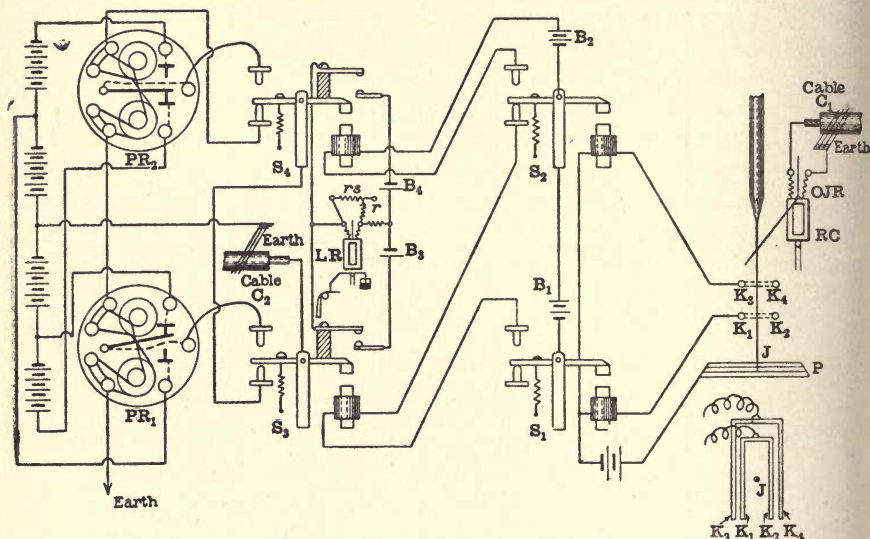 PR₂
S₄
B₂
S₂
Cable
C₁
Earth
OJR
RC
rs
r
B₄
LR
B₃
Earth
Cable
C₂
B₁
K₃ K₄
K₁ K₂
J
P
PR₁
S₃
S₁
Earth
J
K₃ K₁ K₂ K₄